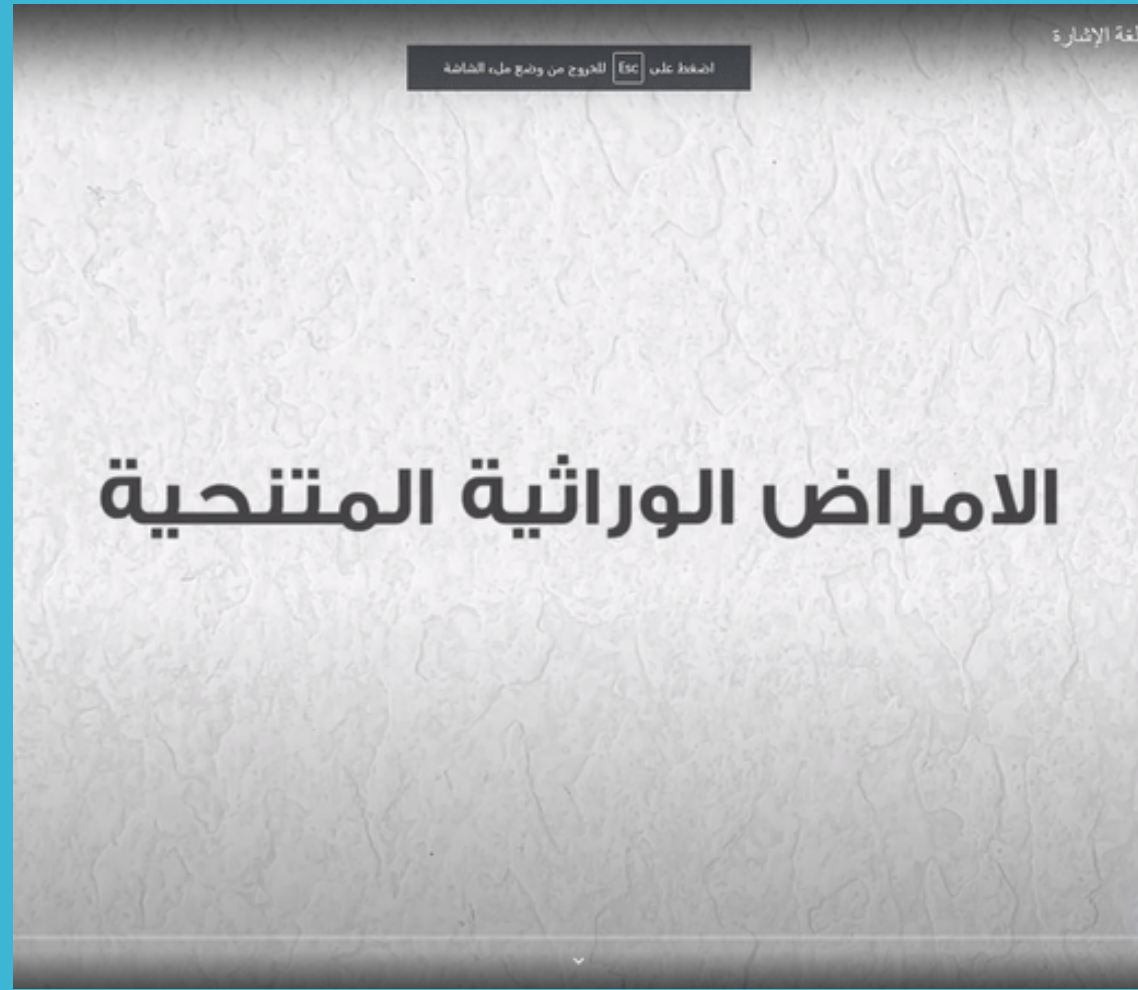 لغة الإشارة
اضغط على Esc للخروج من وضع ملء الشاشة
الامراض الوراثية المتنحية